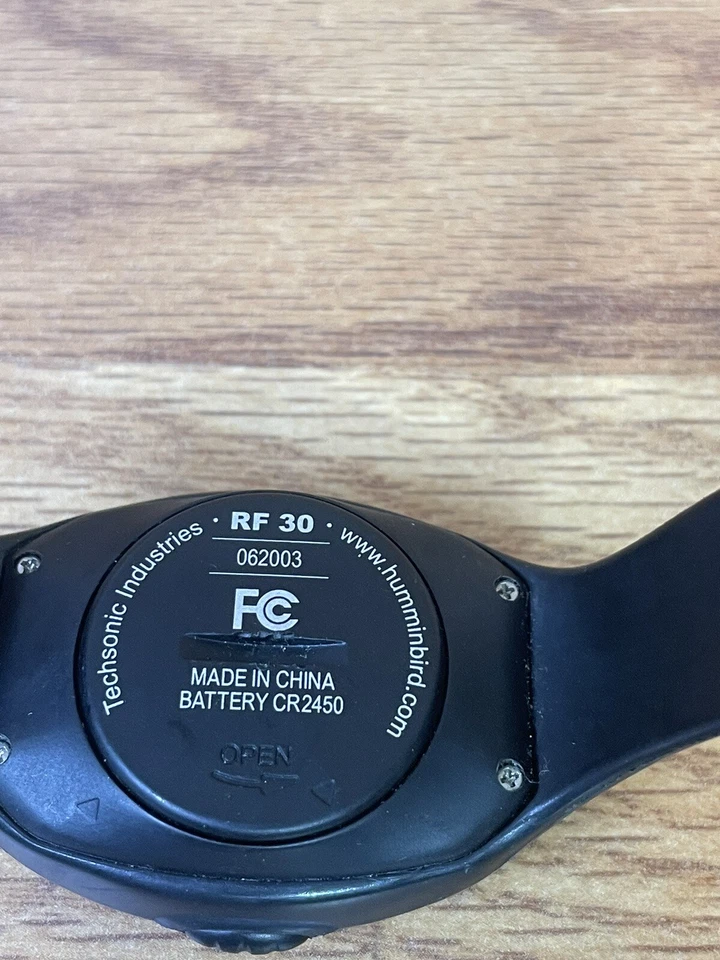 Techsonic Industries · RF 30 · www.humminbird.com
062003
FC
MADE IN CHINA
BATTERY CR2450
OPEN